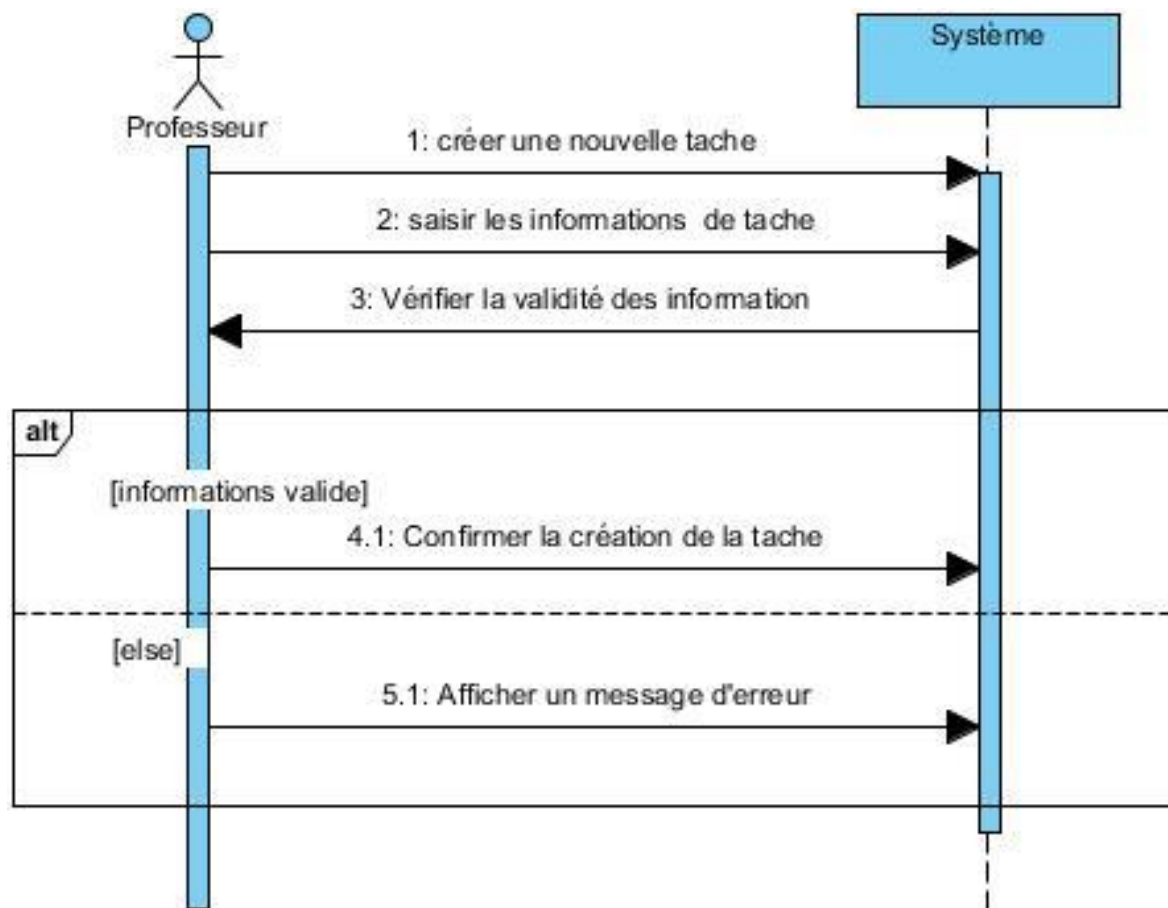 Système
Professeur
1: créer une nouvelle tache
2: saisir les informations de tache
3: Vérifier la validité des information
alt
[informations valide]
4.1: Confirmer la création de la tache
[else]
5.1: Afficher un message d'erreur